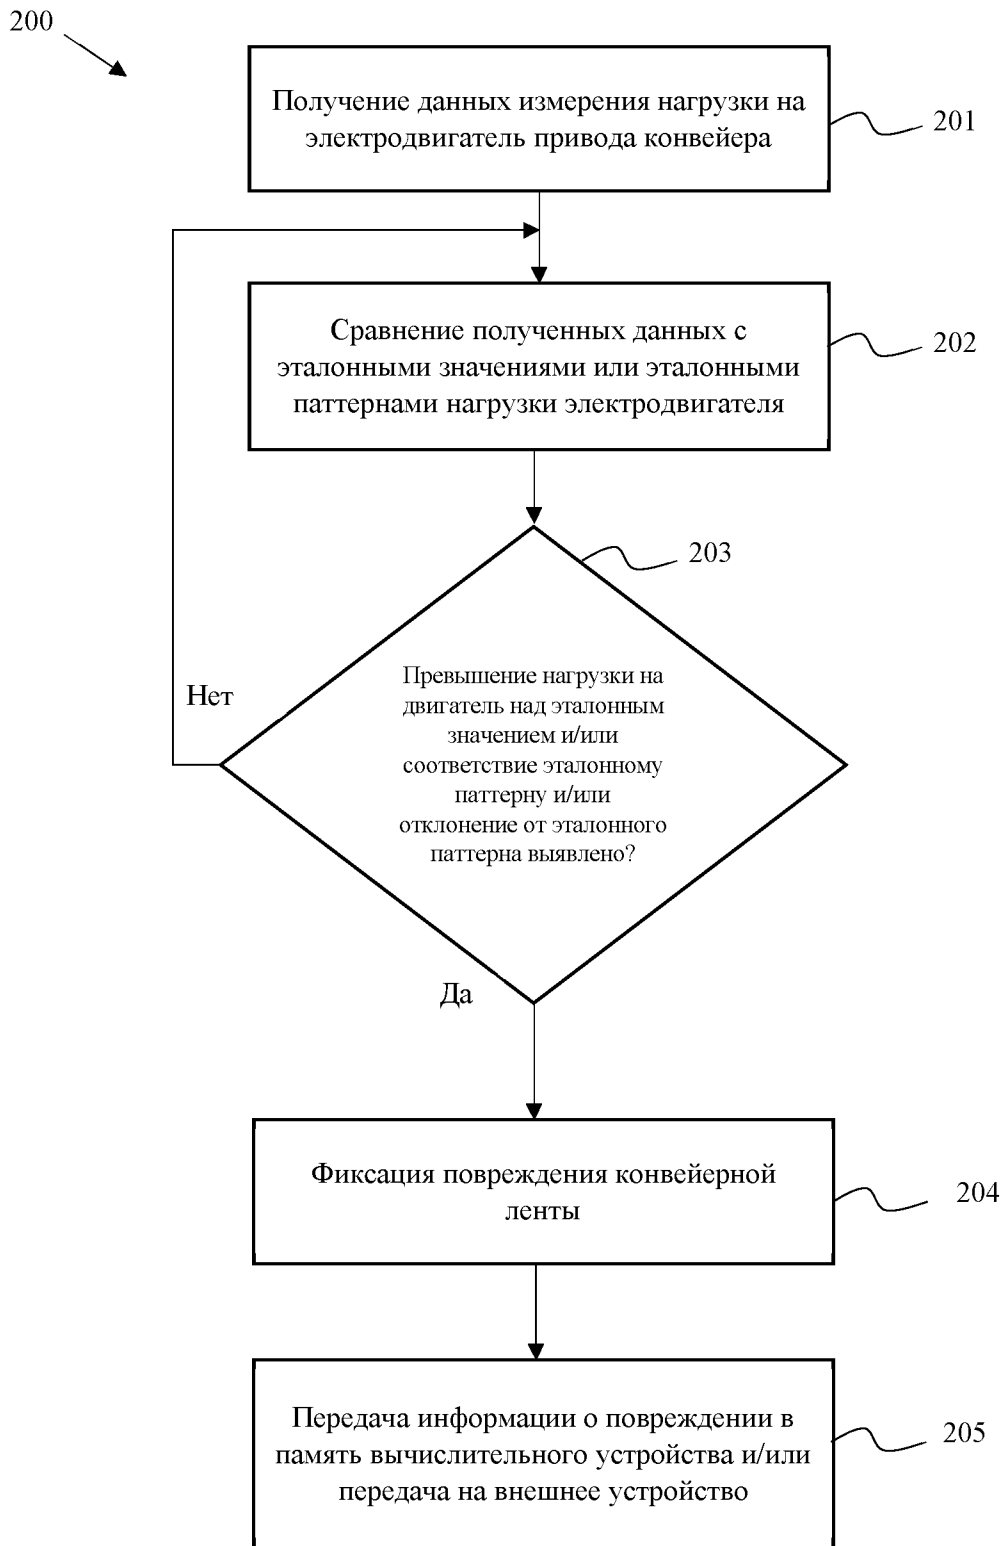 200
Получение данных измерения нагрузки на
электродвигатель привода конвейера
201
Сравнение полученных данных с
эталонными значениями или эталонными
паттернами нагрузки электродвигателя
202
203
Превышение нагрузки на
двигатель над эталонным
значением и/или
соответствие эталонному
паттерну и/или
отклонение от эталонного
паттерна выявлено?
Нет
Да
Фиксация повреждения конвейерной
ленты
204
Передача информации о повреждении в
память вычислительного устройства и/или
передача на внешнее устройство
205